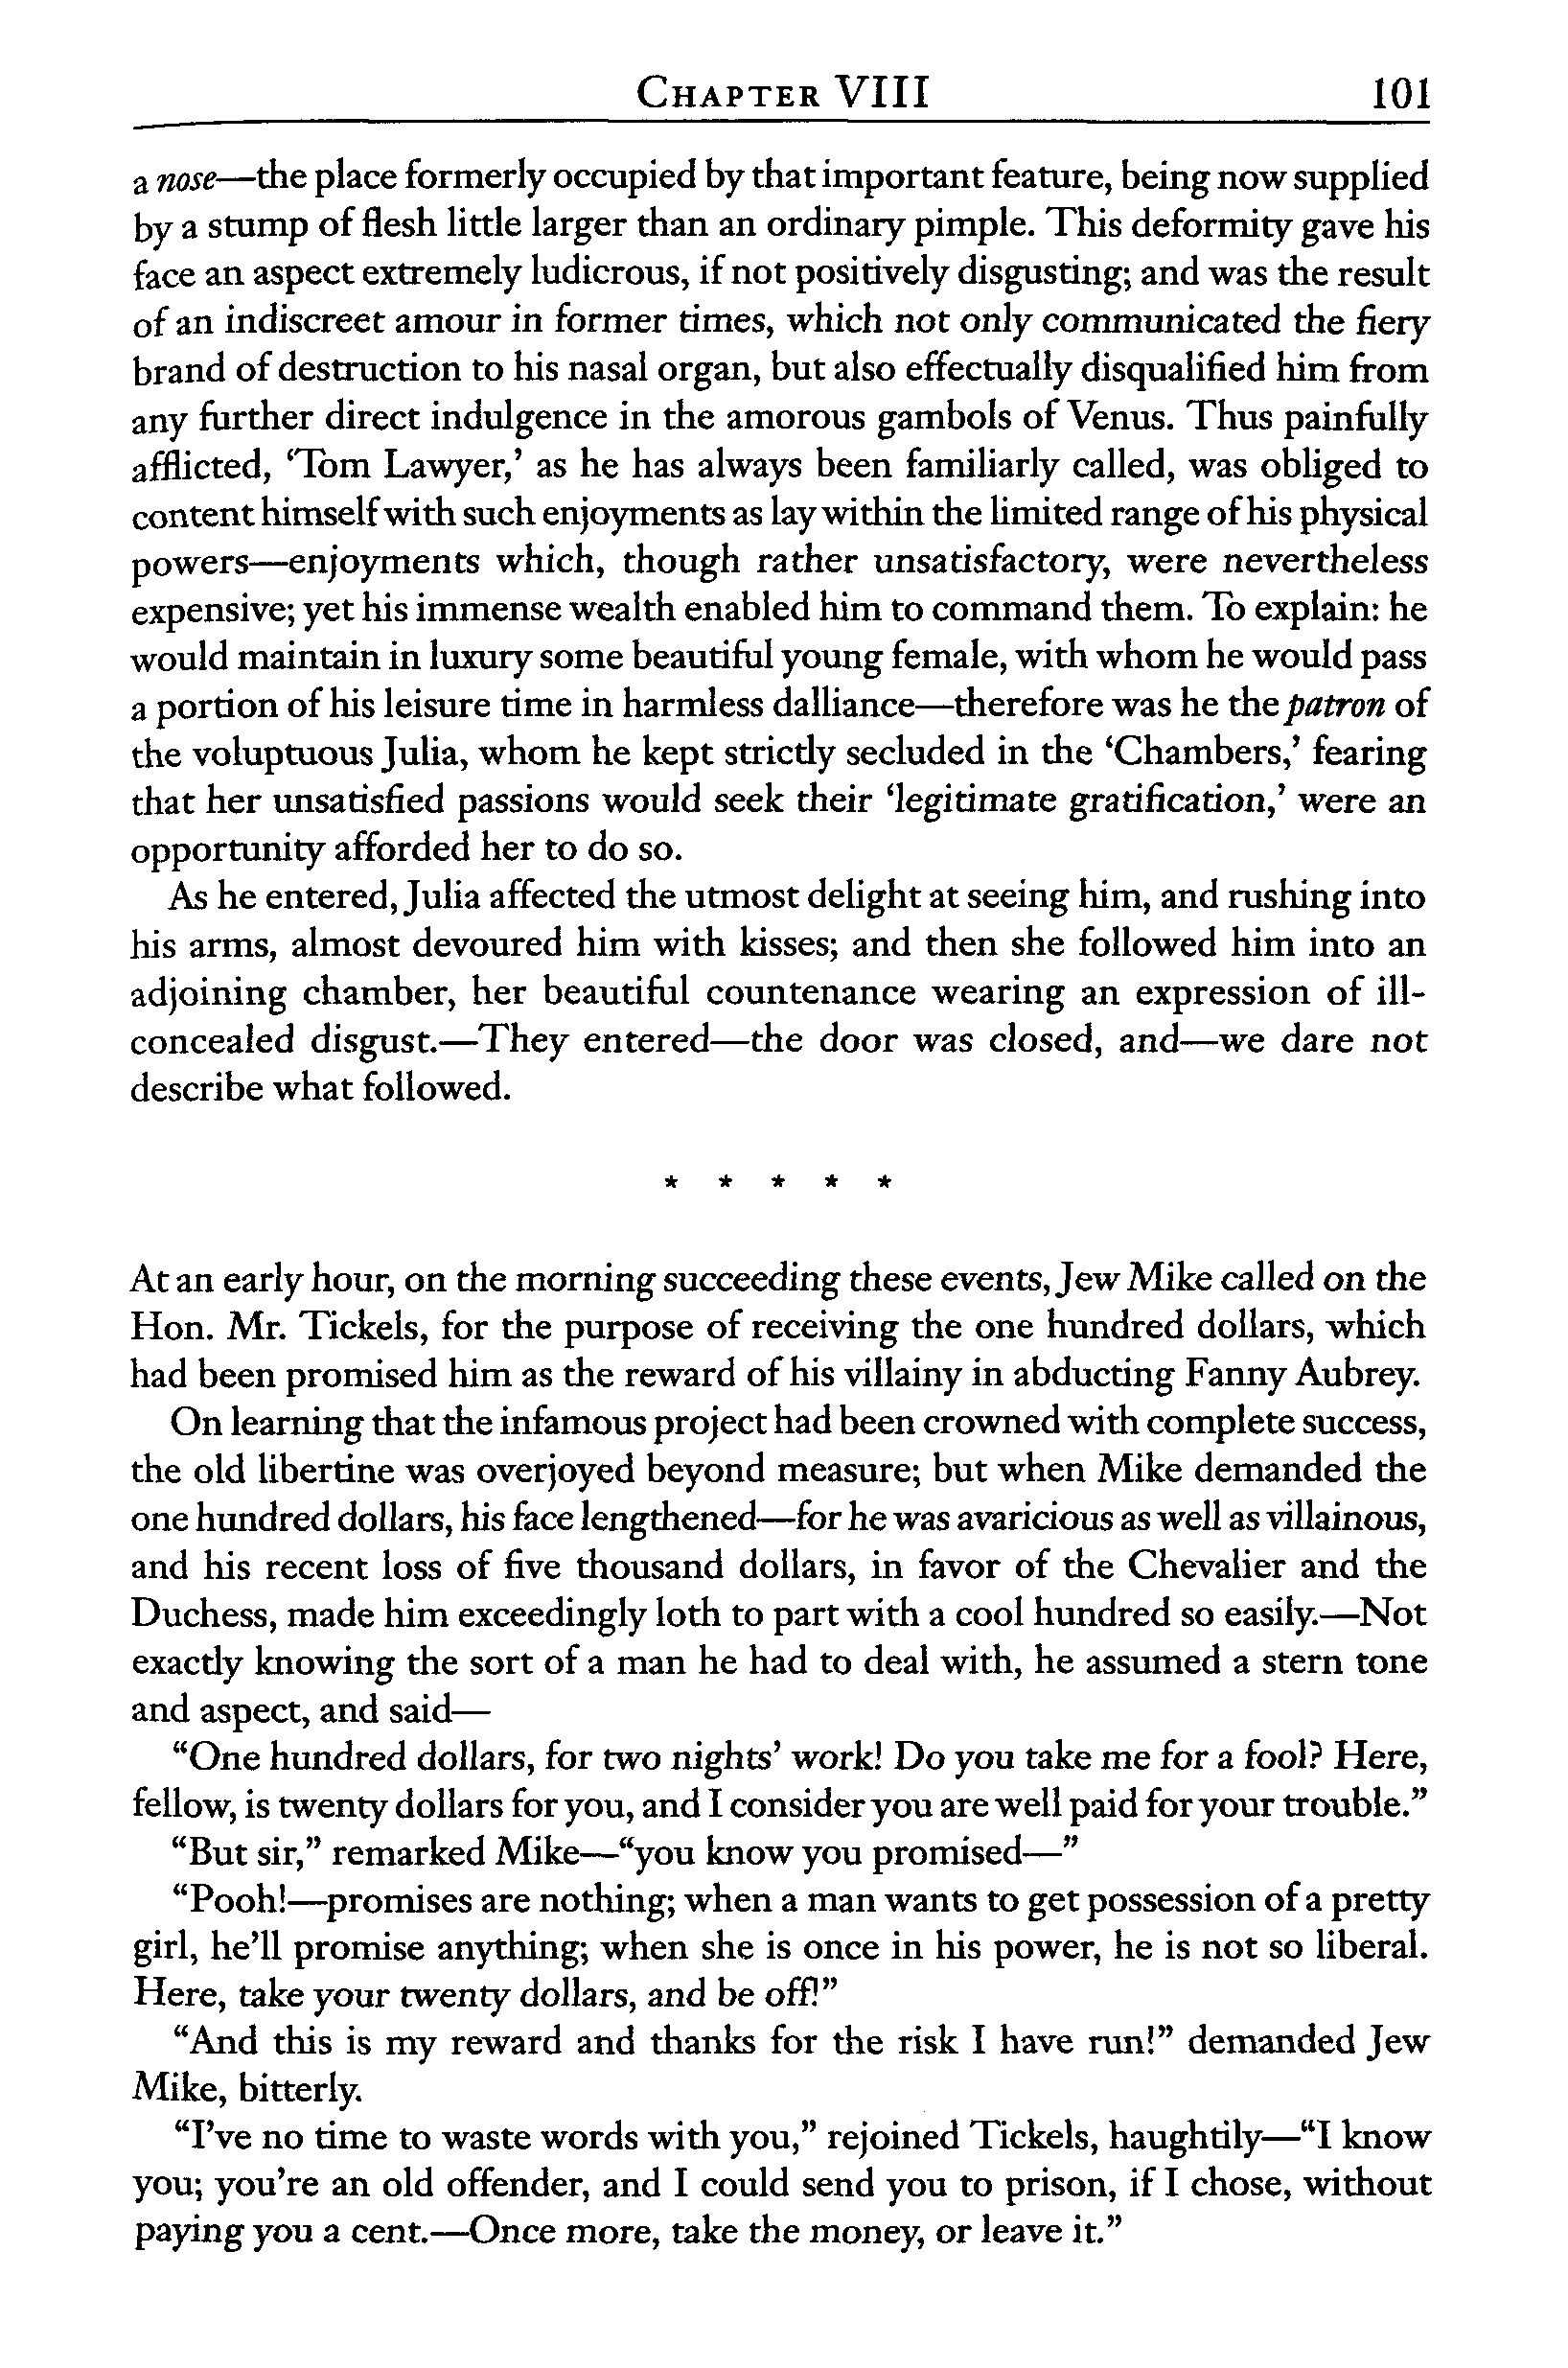 CHAPTER VIII 101
a nose—the place formerly occupied by that important feature, being now supplied
by a stump of flesh little larger than an ordinary pimple. This deformity gave his
face an aspect extremely ludicrous, if not positively disgusting; and was the result
of an indiscreet amour in former times, which not only communicated the fiery
brand of destruction to his nasal organ, but also effectually disqualified him from
any further direct indulgence in the amorous gambols of Venus. Thus painfully
afflicted, ‘Tom Lawyer,’ as he has always been familiarly called, was obliged to
content himself with such enjoyments as lay within the limited range of his physical
powers—enjoyments which, though rather unsatisfactory, were nevertheless
expensive; yet his immense wealth enabled him to command them. To explain: he
would maintain in luxury some beautiful young female, with whom he would pass
a portion of his leisure time in harmless dalliance—therefore was he the patron of
the voluptuous Julia, whom he kept strictly secluded in the ‘Chambers,’ fearing
that her unsatisfied passions would seek their ‘legitimate gratification,’ were an
opportunity afforded her to do so.
As he entered, Julia affected the utmost delight at seeing him, and rushing into
his arms, almost devoured him with kisses; and then she followed him into an
adjoining chamber, her beautiful countenance wearing an expression of ill-
concealed disgust.—They entered—the door was closed, and—we dare not
describe what followed.
* * * * *
At an early hour, on the morning succeeding these events, Jew Mike called on the
Hon. Mr. Tickels, for the purpose of receiving the one hundred dollars, which
had been promised him as the reward of his villainy in abducting Fanny Aubrey.
On learning that the infamous project had been crowned with complete success,
the old libertine was overjoyed beyond measure; but when Mike demanded the
one hundred dollars, his face lengthened—for he was avaricious as well as villainous,
and his recent loss of five thousand dollars, in favor of the Chevalier and the
Duchess, made him exceedingly loth to part with a cool hundred so easily.—Not
exactly knowing the sort of a man he had to deal with, he assumed a stern tone
and aspect, and said—
“One hundred dollars, for two nights’ work! Do you take me for a fool? Here,
fellow, is twenty dollars for you, and I consider you are well paid for your trouble.”
“But sir,” remarked Mike—“you know you promised—”
“Pooh!—promises are nothing; when a man wants to get possession of a pretty
girl, he’ll promise anything; when she is once in his power, he is not so liberal.
Here, take your twenty dollars, and be off!”
“And this is my reward and thanks for the risk I have run!” demanded Jew
Mike, bitterly.
“I’ve no time to waste words with you,” rejoined Tickels, haughtily—“I know
you; you’re an old offender, and I could send you to prison, if I chose, without
paying you a cent.—Once more, take the money, or leave it.”